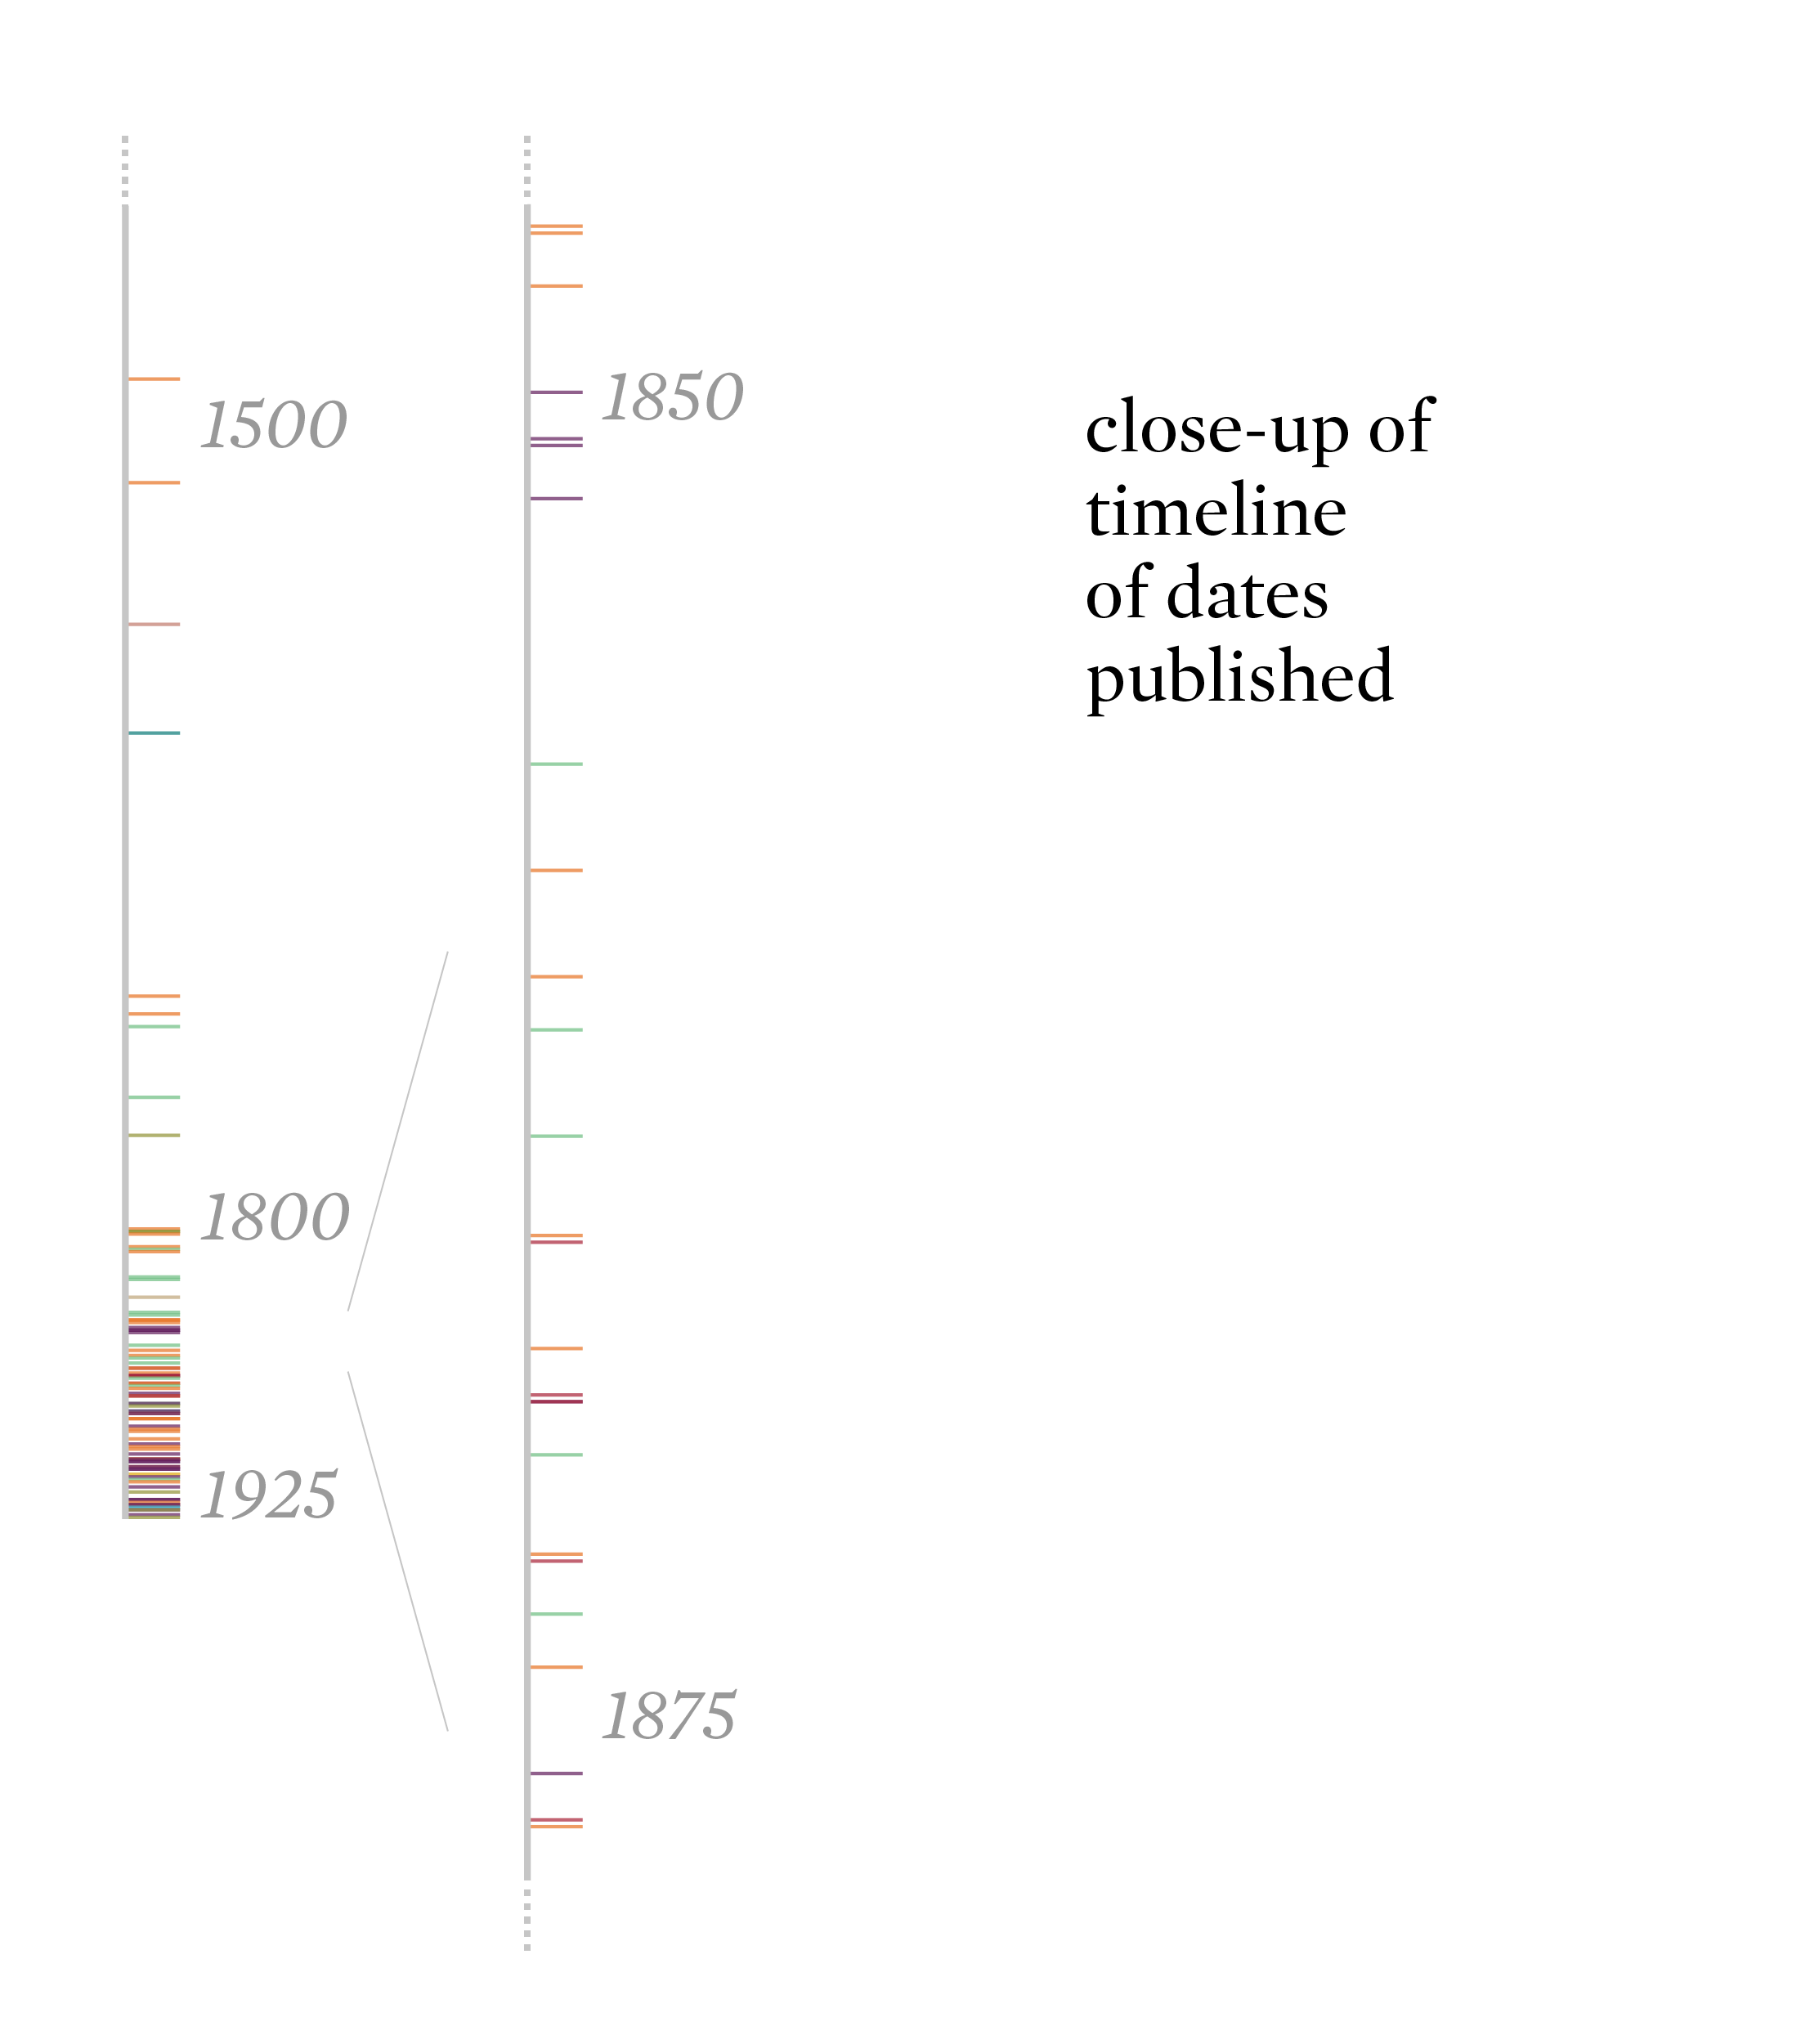 1500
1800
1925
1850
1875
close-up of
timeline
of dates
published